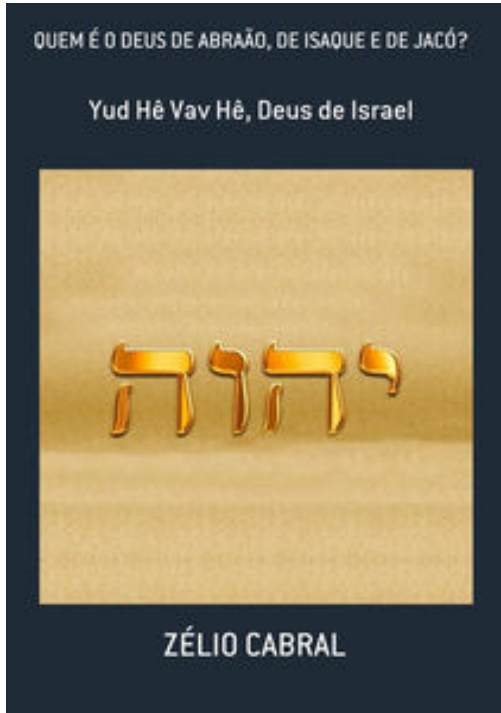 QUEM É O DEUS DE ABRAÃO, DE ISAQUE E DE JACÓ?
Yud Hê Vav Hê, Deus de Israel
יהוה
ZÉLIO CABRAL